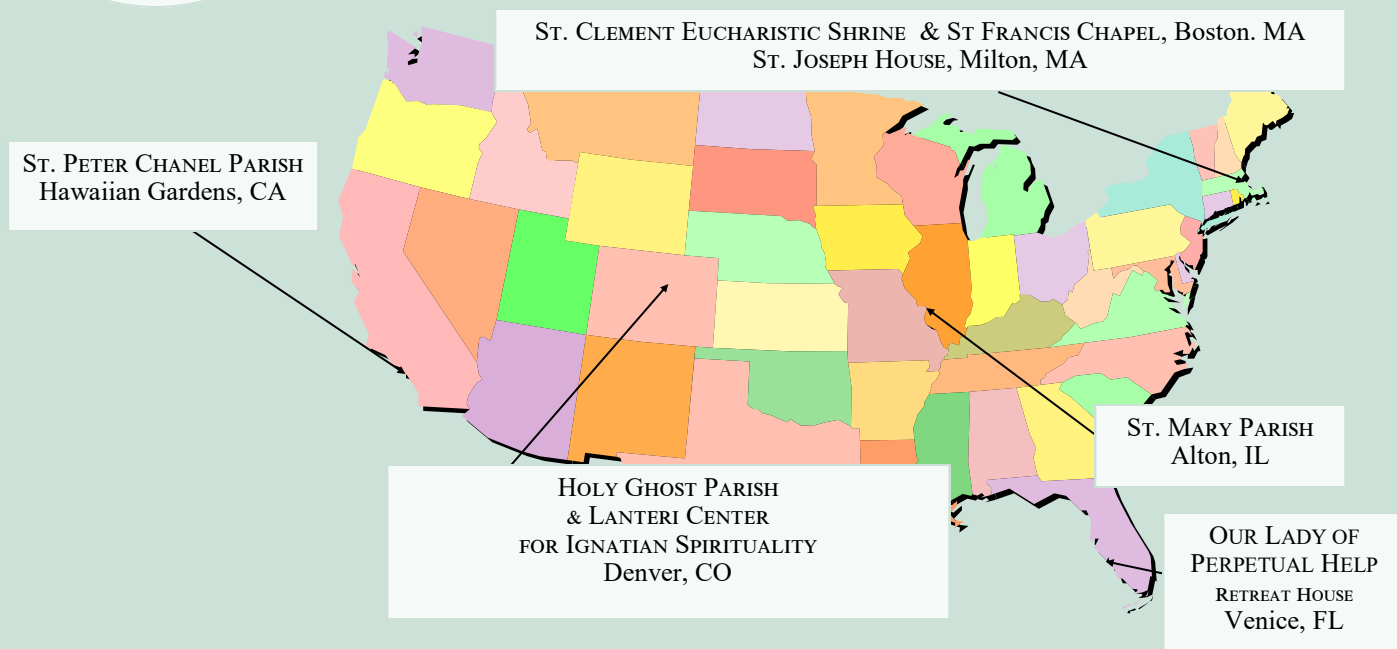 St. Clement Eucharistic Shrine & St Francis Chapel, Boston. MA
St. Joseph House, Milton, MA
St. Peter Chanel Parish
Hawaiian Gardens, CA
St. Mary Parish
Alton, IL
Holy Ghost Parish
& Lanteri Center
for Ignatian Spirituality
Denver, CO
Our Lady of
Perpetual Help
Retreat House
Venice, FL